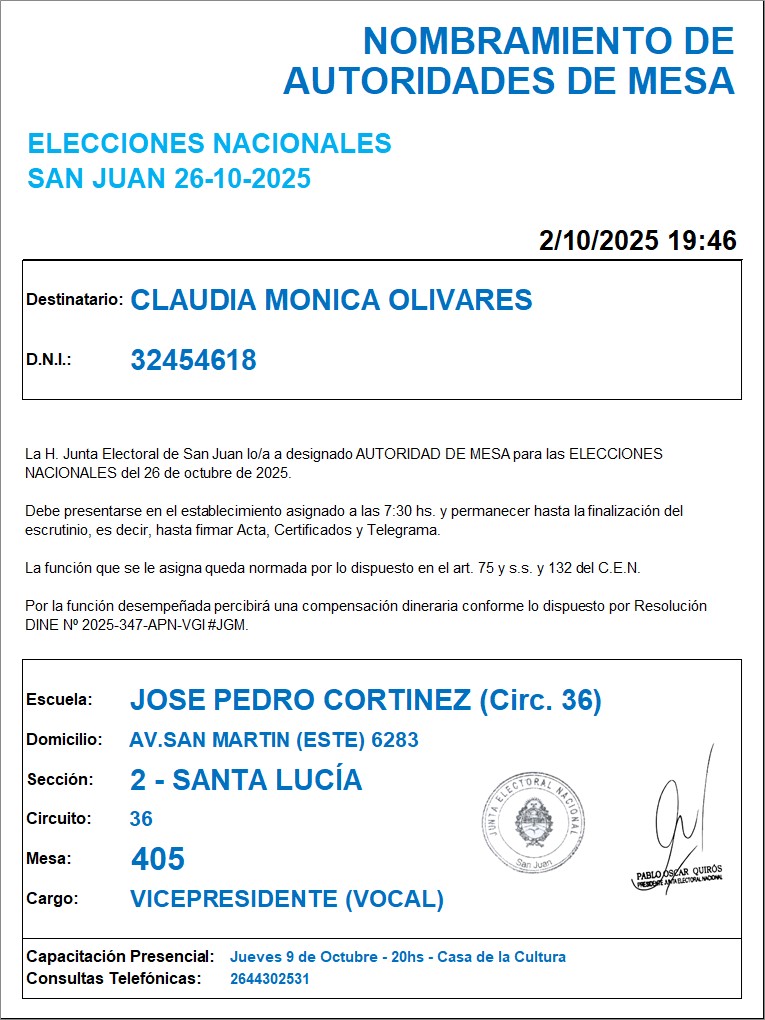 NOMBRAMIENTO DE
AUTORIDADES DE MESA
ELECCIONES NACIONALES
SAN JUAN 26-10-2025
2/10/2025 19:46
Destinatario: CLAUDIA MONICA OLIVARES
D.N.I.: 32454618
La H. Junta Electoral de San Juan lo/a a designado AUTORIDAD DE MESA para las ELECCIONES
NACIONALES del 26 de octubre de 2025.
Debe presentarse en el establecimiento asignado a las 7:30 hs. y permanecer hasta la finalización del
escrutinio, es decir, hasta firmar Acta, Certificados y Telegrama.
La función que se le asigna queda normada por lo dispuesto en el art. 75 y s.s. y 132 del C.E.N.
Por la función desempeñada percibirá una compensación dineraria conforme lo dispuesto por Resolución
DINE Nº 2025-347-APN-VGI#JGM.
Escuela: JOSE PEDRO CORTINEZ (Circ. 36)
Domicilio: AV.SAN MARTIN (ESTE) 6283
Sección: 2 - SANTA LUCÍA
Circuito: 36
Mesa: 405
Cargo: VICEPRESIDENTE (VOCAL)
JUNTA ELECTORAL NACIONAL
San Juan
PABLO OSCAR QUIRÓS
PRESIDENTE JUNTA ELECTORAL NACIONAL
Capacitación Presencial: Jueves 9 de Octubre - 20hs - Casa de la Cultura
Consultas Telefónicas: 2644302531